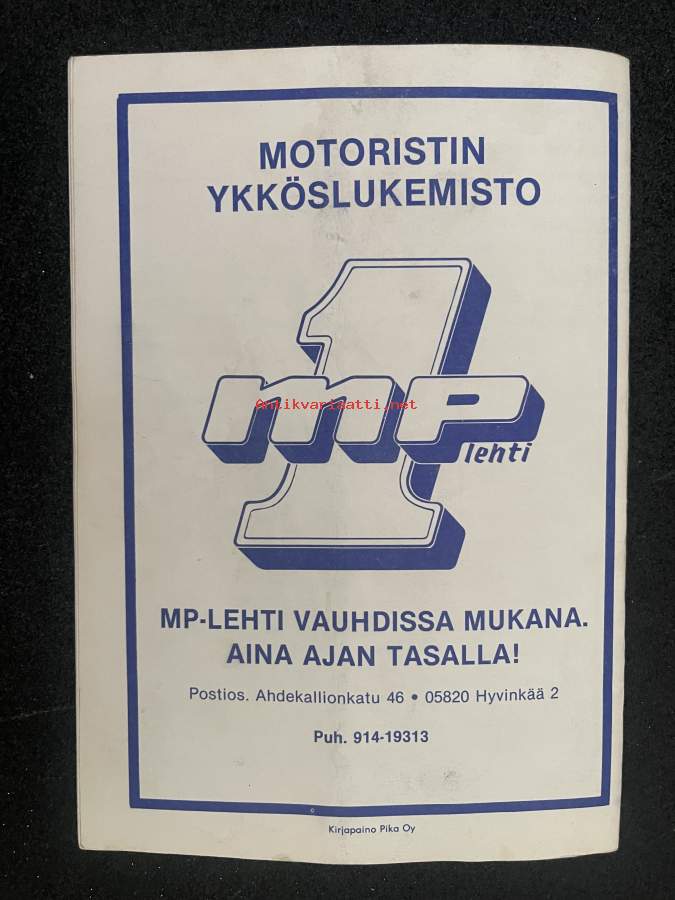 MOTORISTIN
YKKÖSLUKEMISTO
1
mp
Antikvariaatti.net
lehti
MP-LEHTI VAUHDISSA MUKANA.
AINA AJAN TASALLA!
Postios. Ahdekallionkatu 46 • 05820 Hyvinkää 2
Puh. 914-19313
Kirjapaino Pika Oy